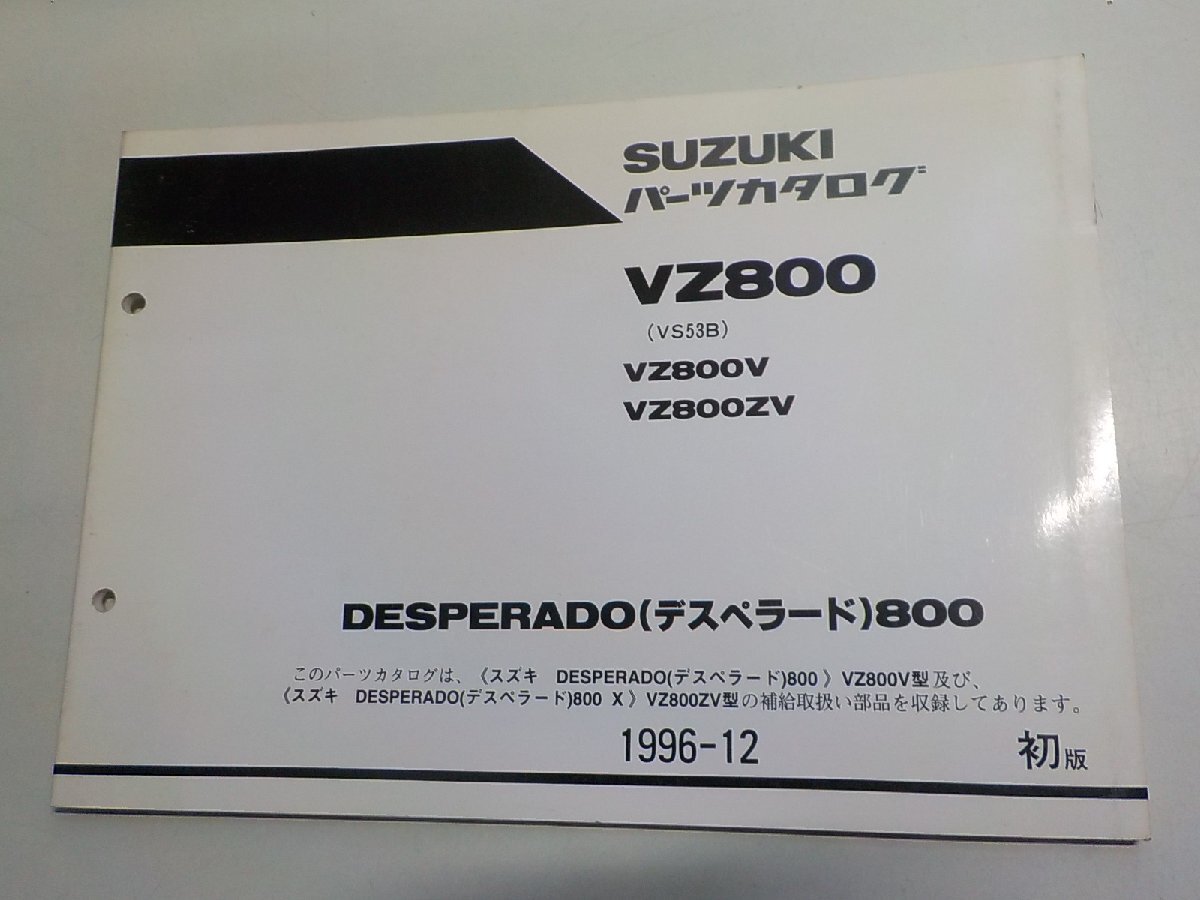 SUZUKI
パーツカタログ
VZ800
(VS53B)
VZ800V
VZ800ZV
DESPERADO(デスペラード)800
このパーツカタログは、《スズキ　DESPERADO(デスペラード)800 》VZ800V型及び、
《スズキ　DESPERADO(デスペラード)800 X 》VZ800ZV型の補給取扱い部品を収録してあります。
1996-12　初版